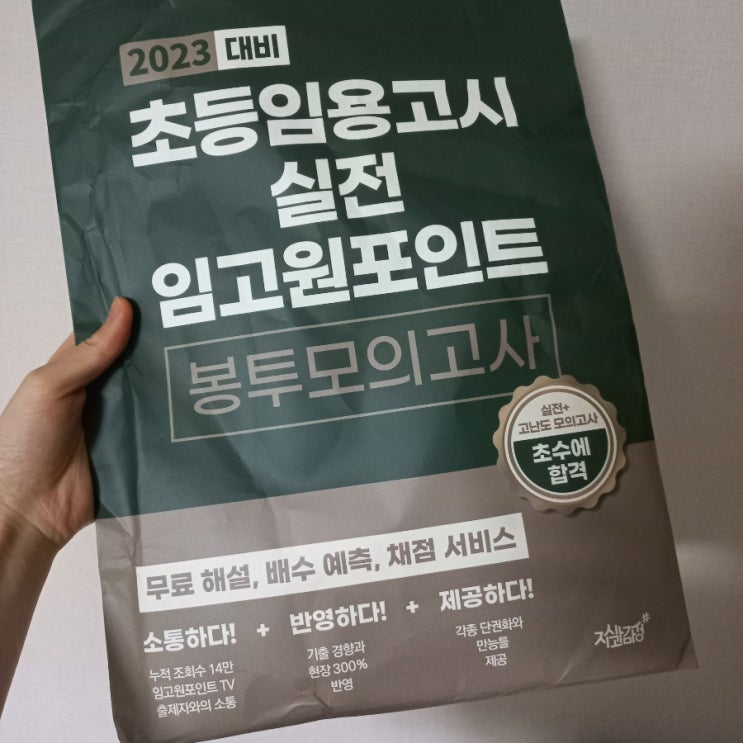 2023 대비
초등임용고시
실전
임고원포인트
봉투모의고사
실전+
고난도 모의고사
초수에
합격
무료 해설, 배수 예측, 채점 서비스
소통하다! + 반영하다! + 제공하다!
누적 조회수 14만
임고원포인트 TV
출제자와의 소통
기출 경향과
현장 300%
반영
각종 단권화와
만능틀
제공
지식과감정#